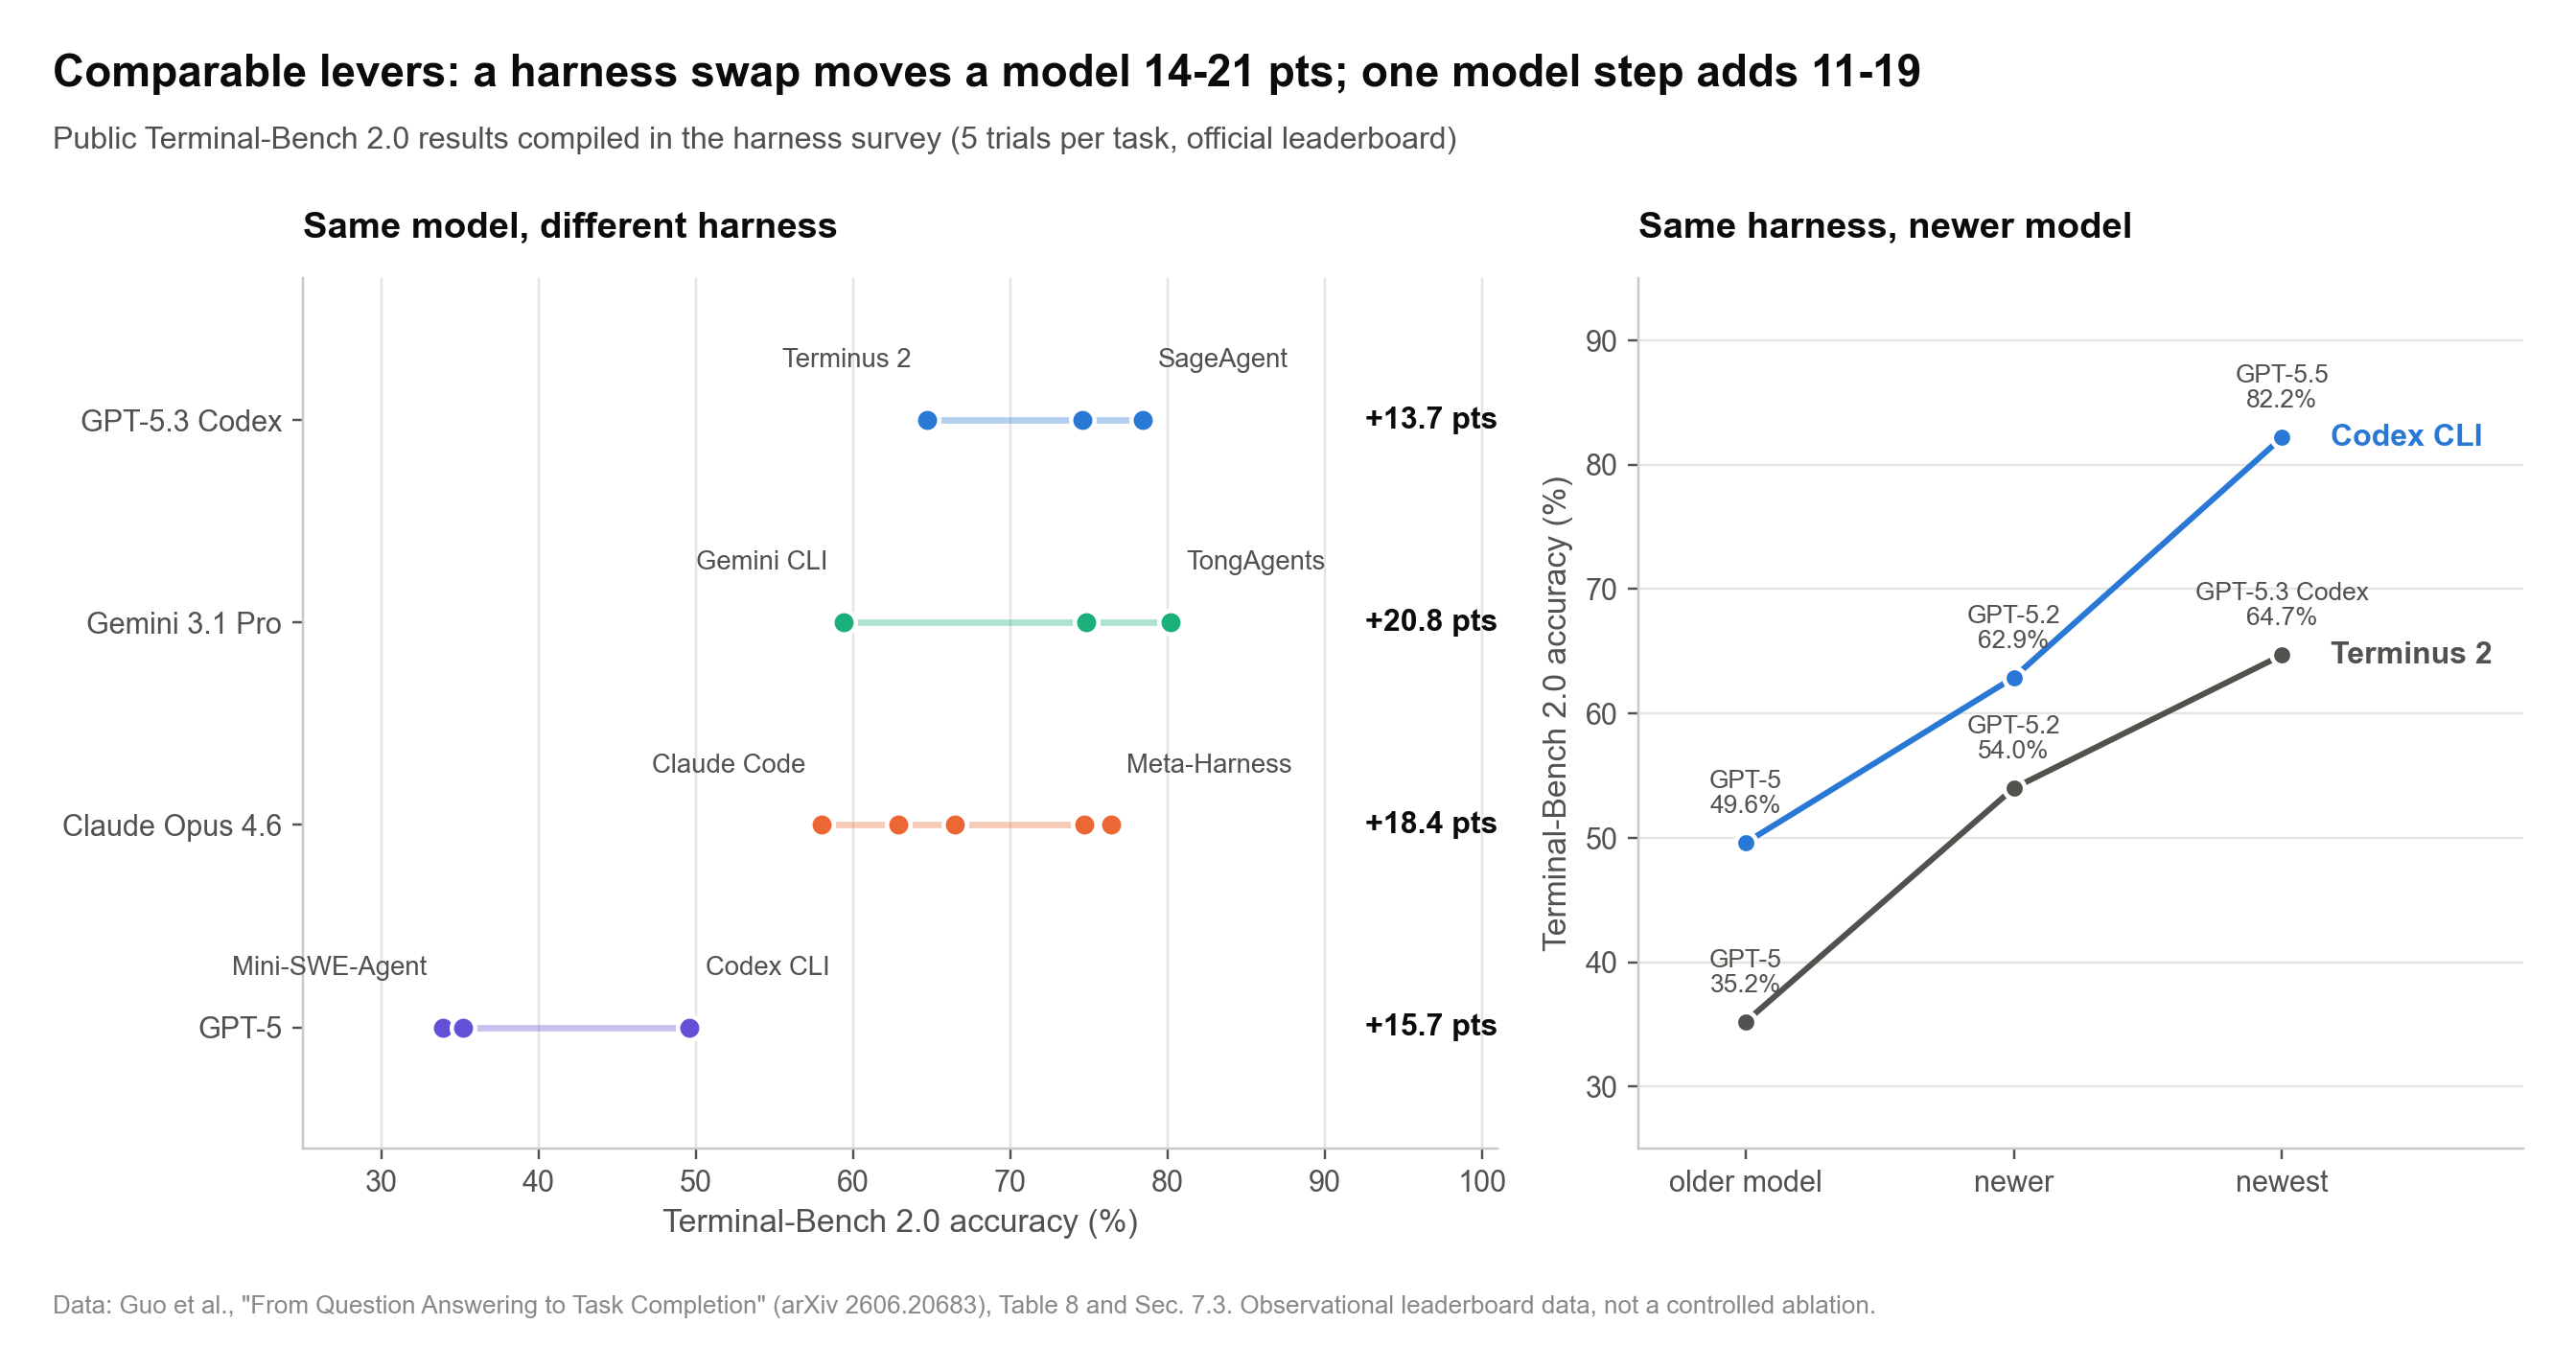 Comparable levers: a harness swap moves a model 14-21 pts; one model step adds 11-19
Public Terminal-Bench 2.0 results compiled in the harness survey (5 trials per task, official leaderboard)
Same model, different harness
Terminus 2
SageAgent
GPT-5.3 Codex
+13.7 pts
Gemini CLI
TongAgents
Gemini 3.1 Pro
+20.8 pts
Claude Code
Meta-Harness
Claude Opus 4.6
+18.4 pts
Mini-SWE-Agent
Codex CLI
GPT-5
+15.7 pts
30 40 50 60 70 80 90 100
Terminal-Bench 2.0 accuracy (%)
Same harness, newer model
Terminal-Bench 2.0 accuracy (%)
90
80
70
60
50
40
30
GPT-5.5
82.2%
Codex CLI
GPT-5.3 Codex
64.7%
Terminus 2
GPT-5.2
62.9%
GPT-5.2
54.0%
GPT-5
49.6%
GPT-5
35.2%
older model newer newest
Data: Guo et al., "From Question Answering to Task Completion" (arXiv 2606.20683), Table 8 and Sec. 7.3. Observational leaderboard data, not a controlled ablation.